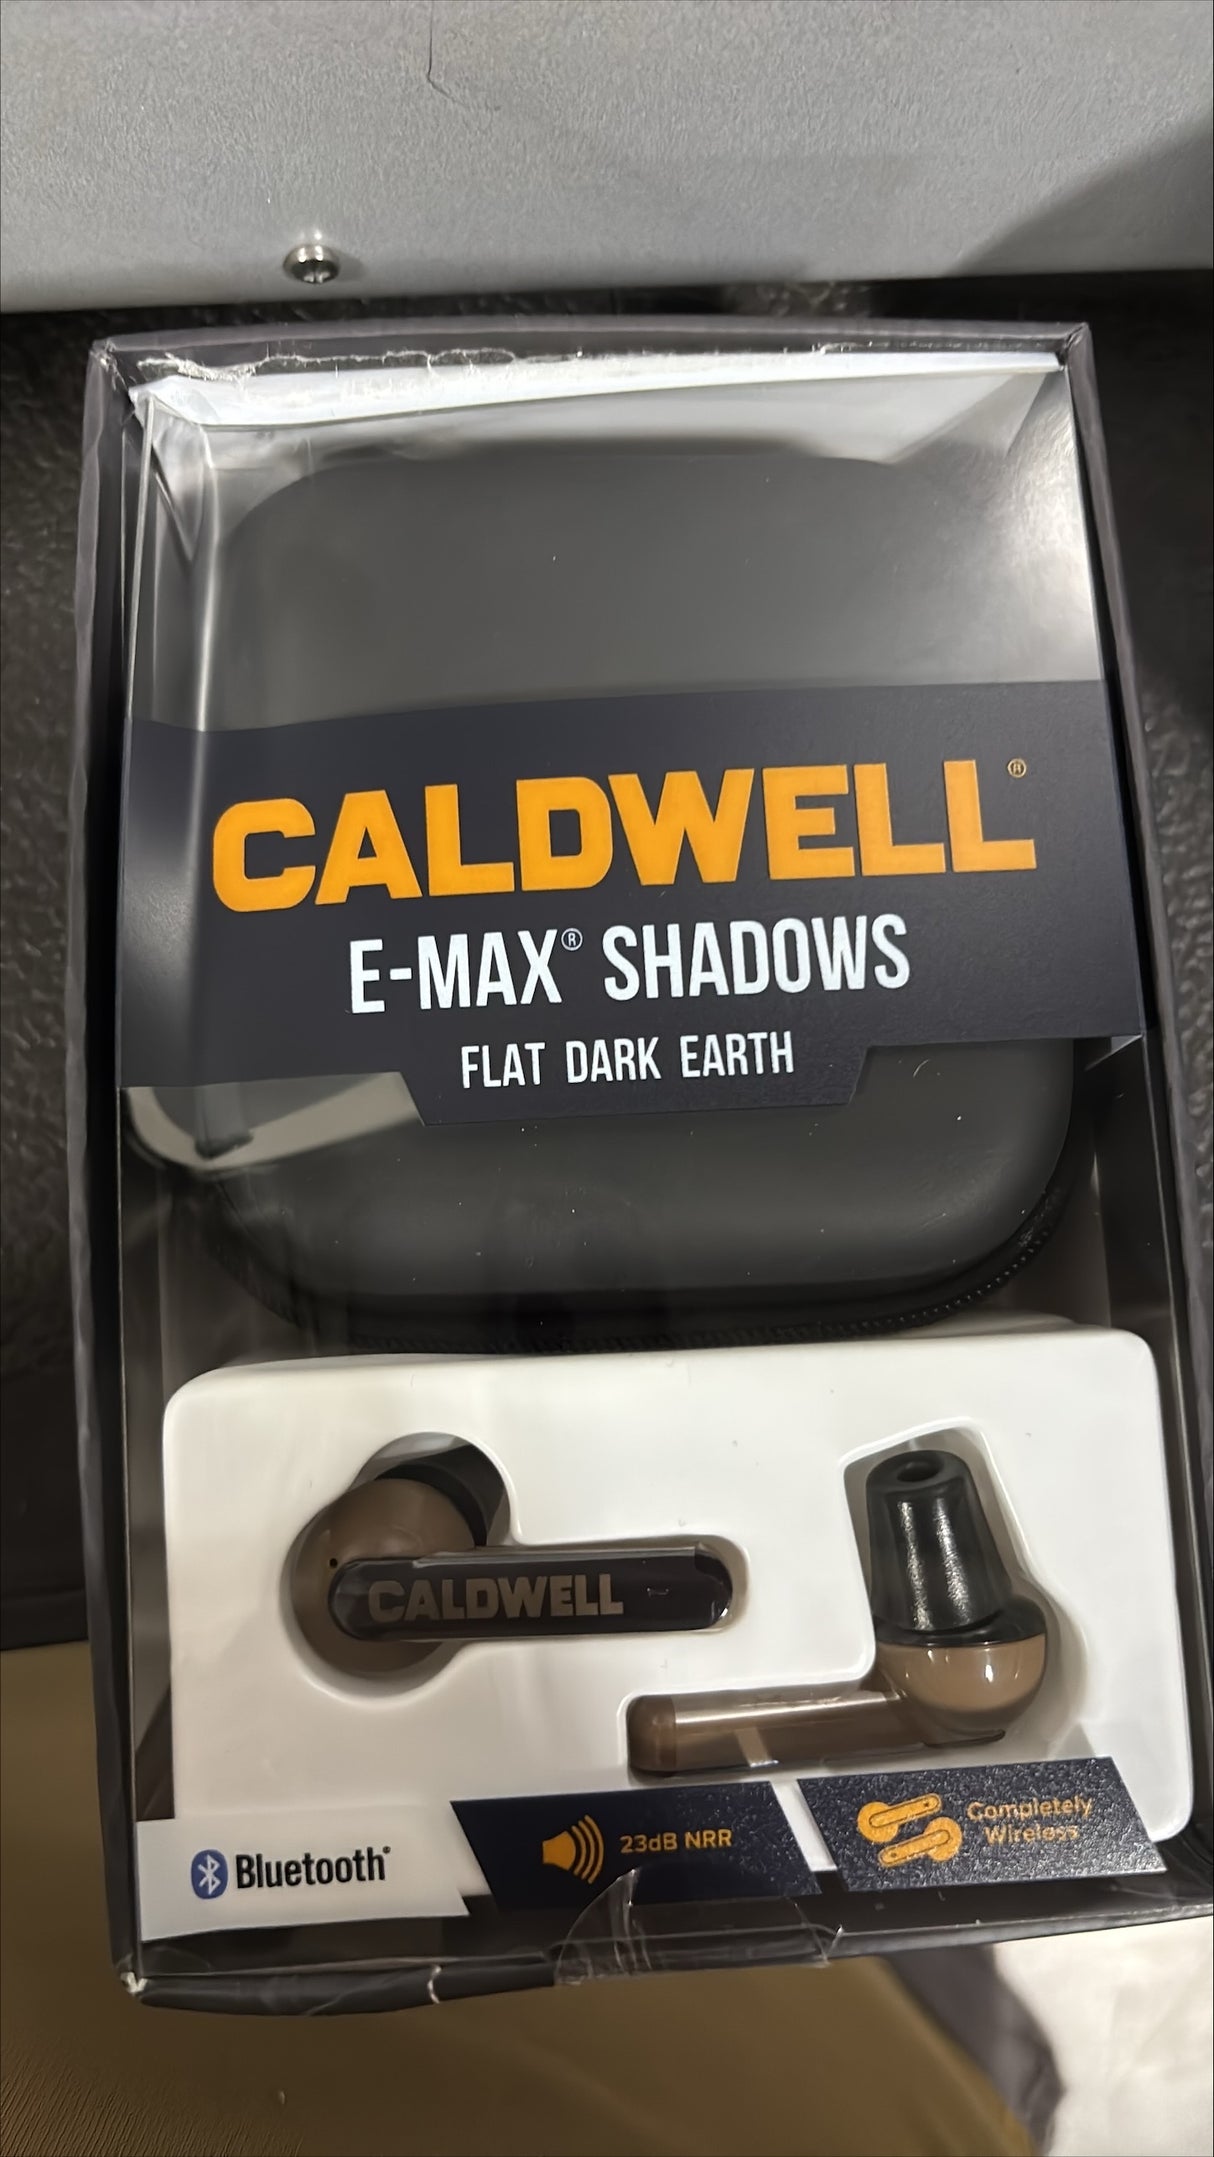 CALDWELL®
E-MAX® SHADOWS
FLAT DARK EARTH
CALDWELL
Bluetooth®
23dB NRR
Completely
Wireless